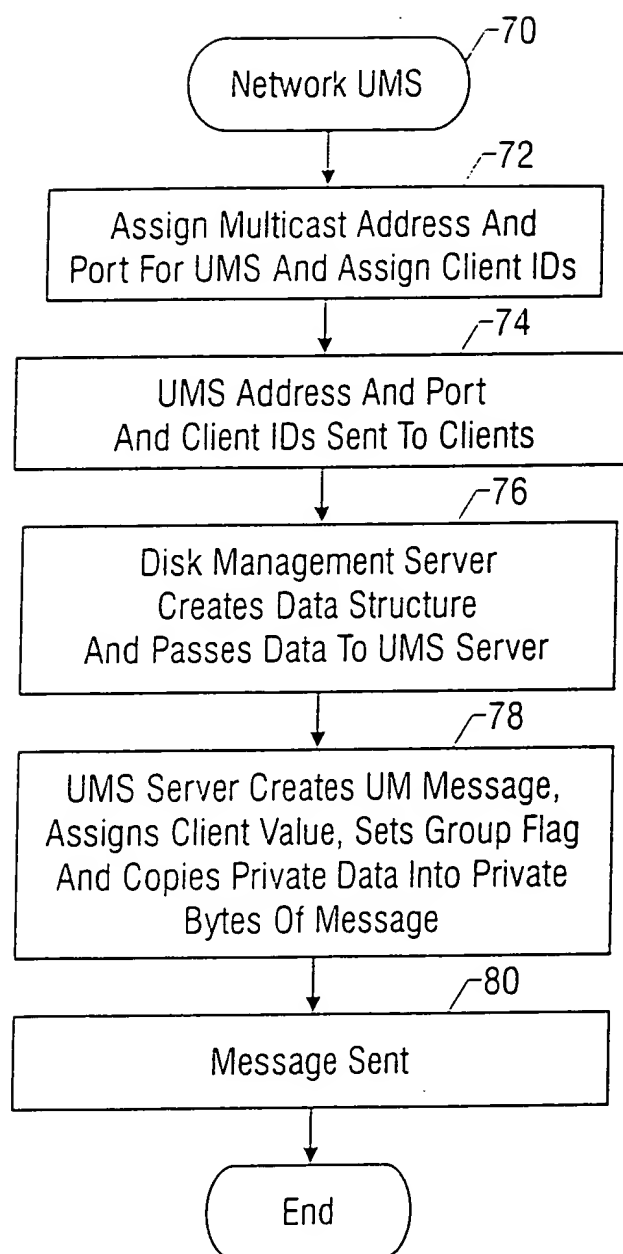 70
Network UMS
72
Assign Multicast Address And
Port For UMS And Assign Client IDs
74
UMS Address And Port
And Client IDs Sent To Clients
76
Disk Management Server
Creates Data Structure
And Passes Data To UMS Server
78
UMS Server Creates UM Message,
Assigns Client Value, Sets Group Flag
And Copies Private Data Into Private
Bytes Of Message
80
Message Sent
End